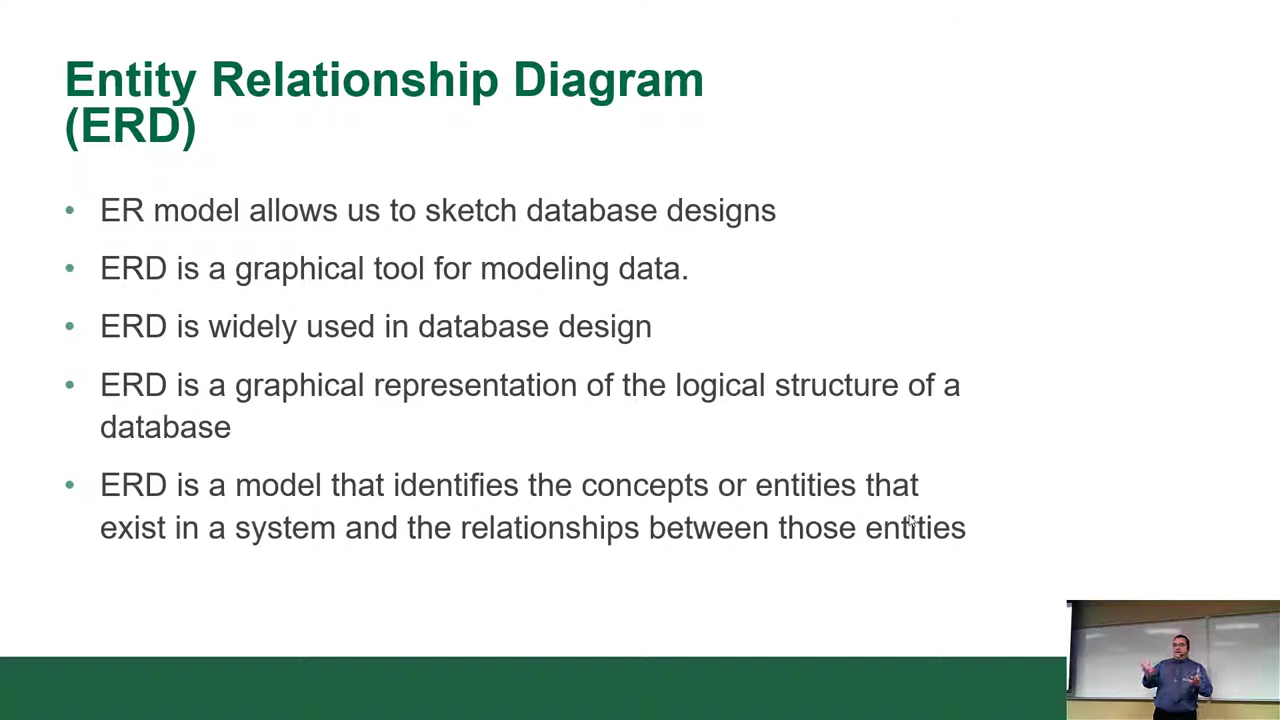 Entity Relationship Diagram
(ERD)
• ER model allows us to sketch database designs
• ERD is a graphical tool for modeling data.
• ERD is widely used in database design
• ERD is a graphical representation of the logical structure of a
database
• ERD is a model that identifies the concepts or entities that
exist in a system and the relationships between those entities